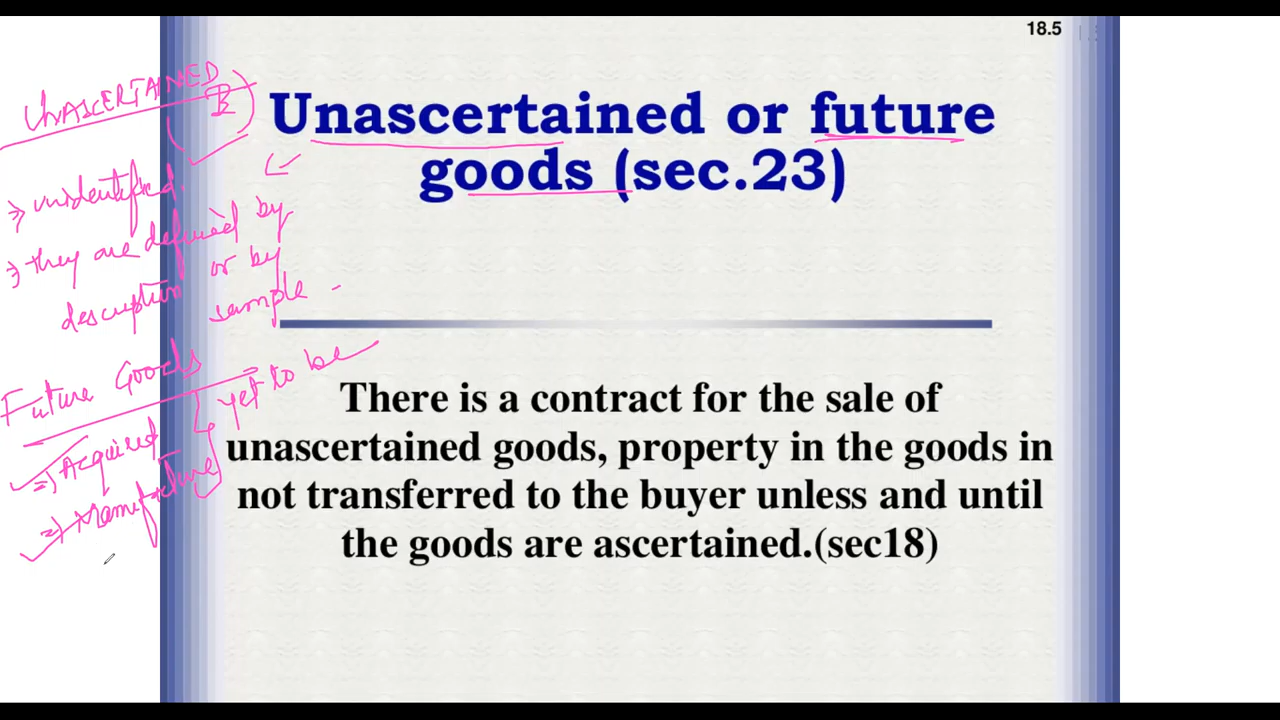 18.5
Unascertained or future
goods (sec.23)
There is a contract for the sale of
unascertained goods, property in the goods in
not transferred to the buyer unless and until
the goods are ascertained.(sec18)
UNASCERTAINED
⇒ unidentified.
⇒ they are defined by
description or by
sample -
Future Goods
⇒ Acquired
⇒ Manufacture
yet to be